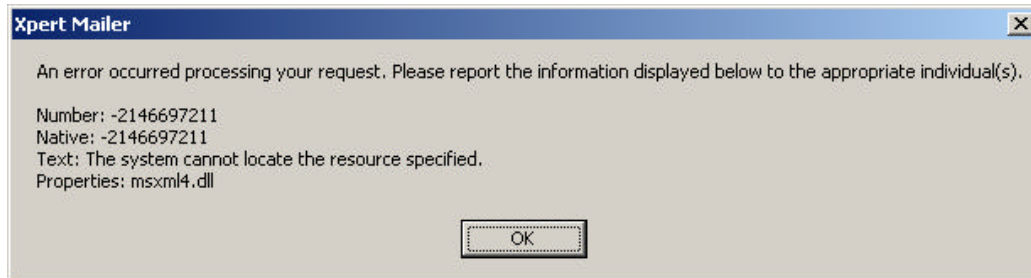 Xpert Mailer
An error occurred processing your request. Please report the information displayed below to the appropriate individual(s).
Number: -2146697211
Native: -2146697211
Text: The system cannot locate the resource specified.
Properties: msxml4.dll
OK